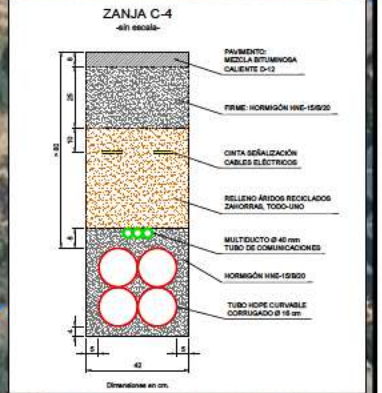 ZANJA C-4
-sin escala-
PAVIMENTO:
MEZCLA BITUMINOSA
CALIENTE D-12
6
25
FIRME: HORMIGÓN HNE-15/B/20
10
CINTA SEÑALIZACIÓN
CABLES ELÉCTRICOS
RELLENO ÁRIDOS RECICLADOS
ZAHORRAS, TODO-UNO
MULTIDUCTO Ø 40 mm
TUBO DE COMUNICACIONES
HORMIGÓN HNE-15/B/20
TUBO HDPE CURVABLE
CORRUGADO Ø 16 cm
4
5
5
42
Dimensiones en cm.